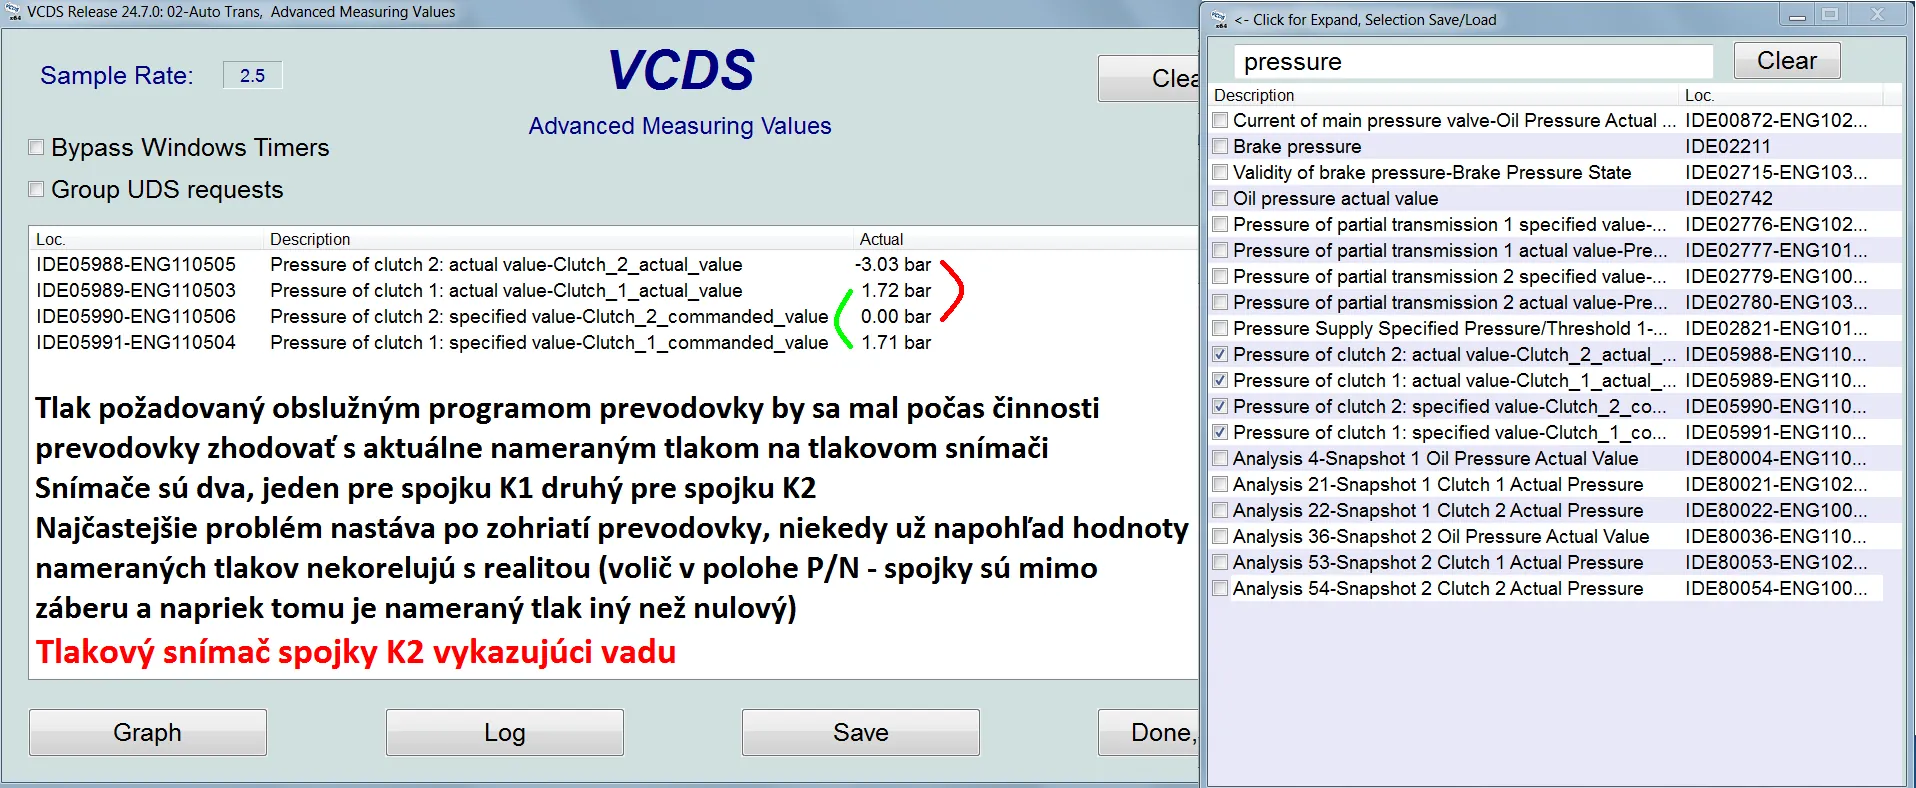 VCDS Release 24.7.0: 02-Auto Trans, Advanced Measuring Values
Sample Rate: 2.5
VCDS
Advanced Measuring Values
Clea
Bypass Windows Timers
Group UDS requests
Loc. Description Actual
IDE05988-ENG110505 Pressure of clutch 2: actual value-Clutch_2_actual_value -3.03 bar
IDE05989-ENG110503 Pressure of clutch 1: actual value-Clutch_1_actual_value 1.72 bar
IDE05990-ENG110506 Pressure of clutch 2: specified value-Clutch_2_commanded_value 0.00 bar
IDE05991-ENG110504 Pressure of clutch 1: specified value-Clutch_1_commanded_value 1.71 bar
Tlak požadovaný obslužným programom prevodovky by sa mal počas činnosti
prevodovky zhodovať s aktuálne nameraným tlakom na tlakovom snímači
Snímače sú dva, jeden pre spojku K1 druhý pre spojku K2
Najčastejšie problém nastáva po zohriatí prevodovky, niekedy už napohľad hodnoty
nameraných tlakov nekorelujú s realitou (volič v polohe P/N - spojky sú mimo
záberu a napriek tomu je nameraný tlak iný než nulový)
Tlakový snímač spojky K2 vykazujúci vadu
Graph
Log
Save
Done,
<- Click for Expand, Selection Save/Load
pressure
Clear
Description Loc.
Current of main pressure valve-Oil Pressure Actual ... IDE00872-ENG102...
Brake pressure IDE02211
Validity of brake pressure-Brake Pressure State IDE02715-ENG103...
Oil pressure actual value IDE02742
Pressure of partial transmission 1 specified value-... IDE02776-ENG102...
Pressure of partial transmission 1 actual value-Pre... IDE02777-ENG101...
Pressure of partial transmission 2 specified value-... IDE02779-ENG100...
Pressure of partial transmission 2 actual value-Pre... IDE02780-ENG103...
Pressure Supply Specified Pressure/Threshold 1-... IDE02821-ENG101...
Pressure of clutch 2: actual value-Clutch_2_actual_... IDE05988-ENG110...
Pressure of clutch 1: actual value-Clutch_1_actual_... IDE05989-ENG110...
Pressure of clutch 2: specified value-Clutch_2_co... IDE05990-ENG110...
Pressure of clutch 1: specified value-Clutch_1_co... IDE05991-ENG110...
Analysis 4-Snapshot 1 Oil Pressure Actual Value IDE80004-ENG110...
Analysis 21-Snapshot 1 Clutch 1 Actual Pressure IDE80021-ENG102...
Analysis 22-Snapshot 1 Clutch 2 Actual Pressure IDE80022-ENG100...
Analysis 36-Snapshot 2 Oil Pressure Actual Value IDE80036-ENG110...
Analysis 53-Snapshot 2 Clutch 1 Actual Pressure IDE80053-ENG102...
Analysis 54-Snapshot 2 Clutch 2 Actual Pressure IDE80054-ENG100...